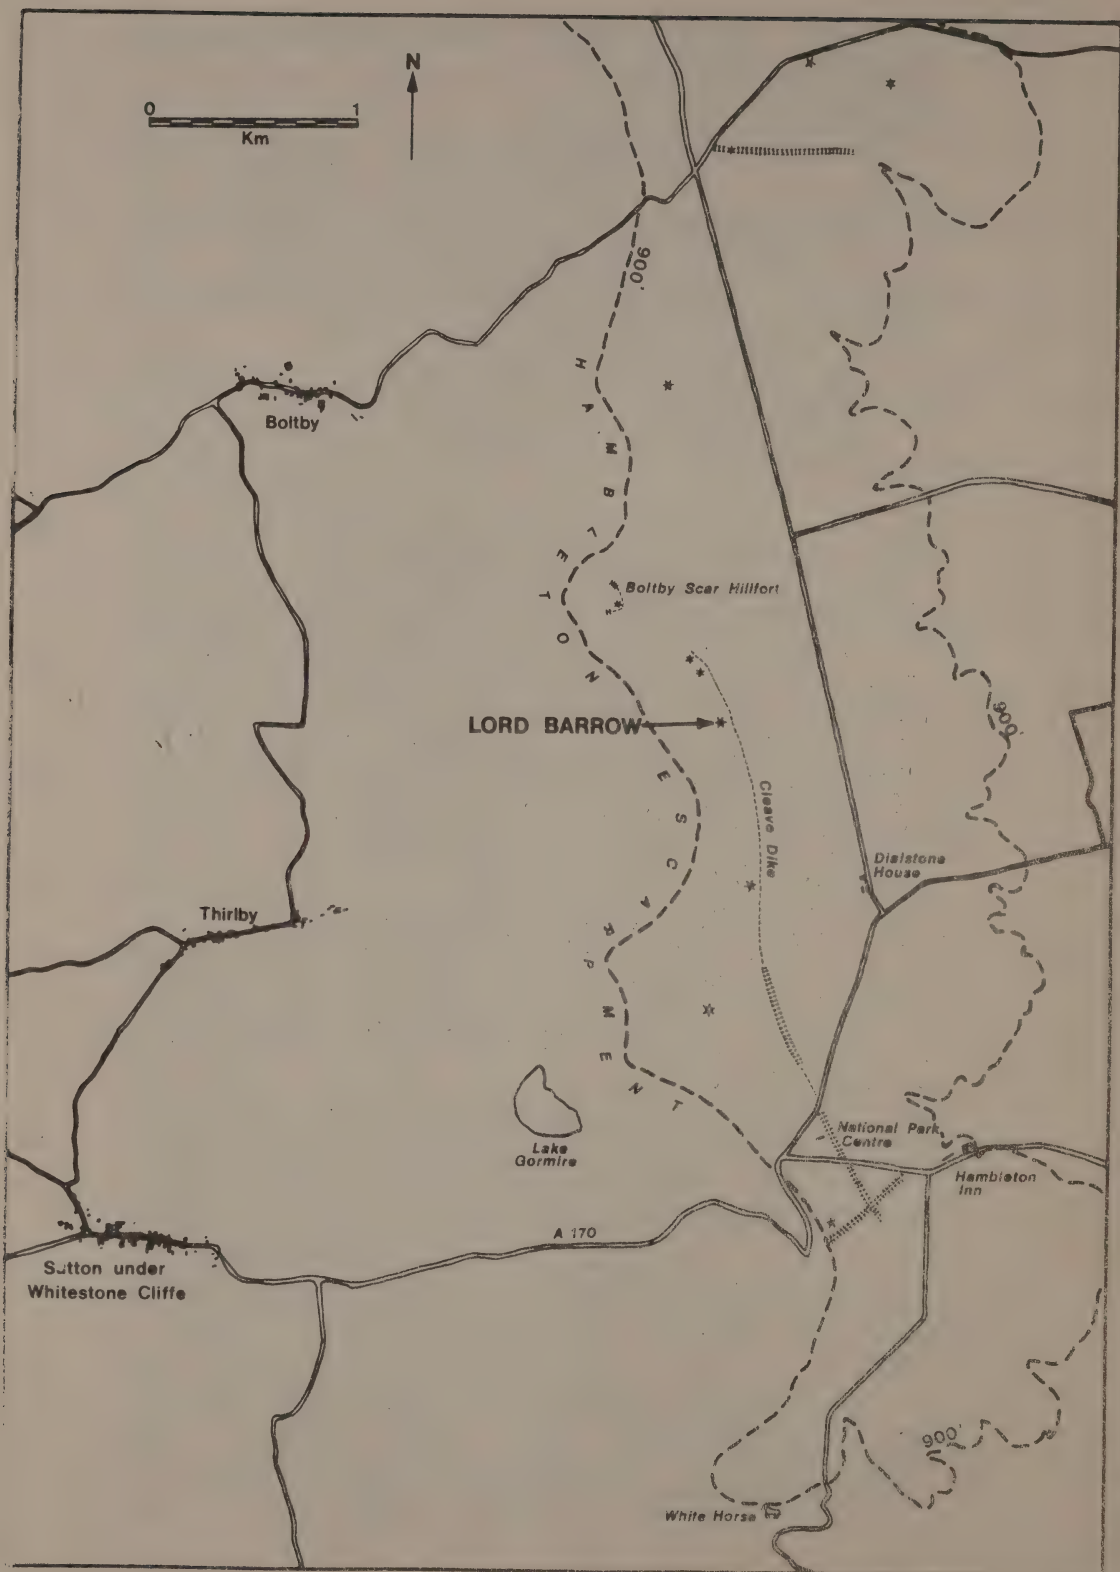 N
0 1
Km
900'
HAMBLETON ESCARPMENT
Boltby
Boltby Scar Hillfort
LORD BARROW
900'
Cleave Dike
Dialstone
House
Thirlby
Lake
Gormire
National Park
Centre
Hambleton
Inn
A 170
Sutton under
Whitestone Cliffe
900'
White Horse